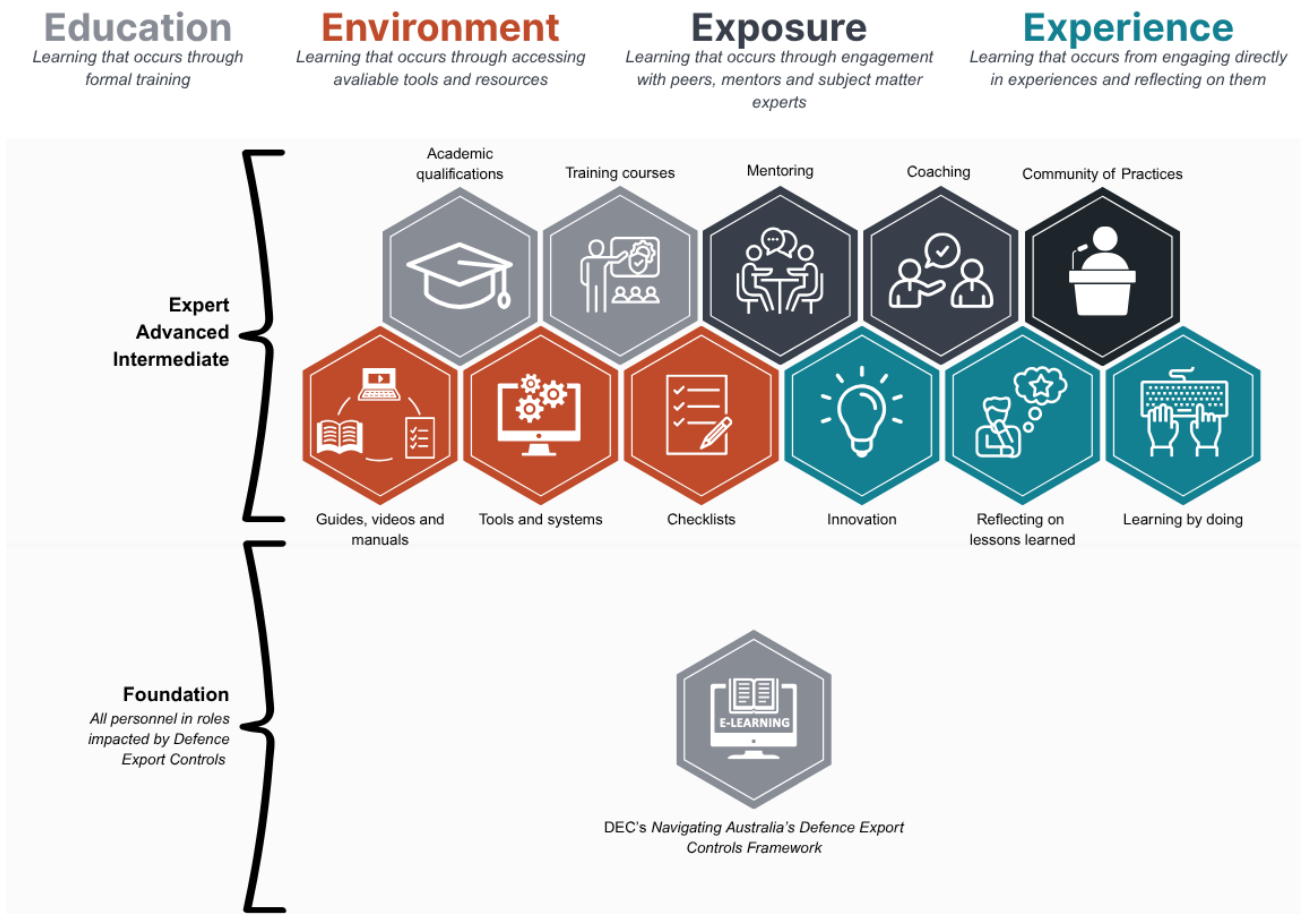 Education
Learning that occurs through
formal training
Environment
Learning that occurs through accessing
avaliable tools and resources
Exposure
Learning that occurs through engagement
with peers, mentors and subject matter
experts
Experience
Learning that occurs from engaging directly
in experiences and reflecting on them
Expert
Advanced
Intermediate
Academic
qualifications
Training courses
Mentoring
Coaching
Community of Practices
Guides, videos and
manuals
Tools and systems
Checklists
Innovation
Reflecting on
lessons learned
Learning by doing
Foundation
All personnel in roles
impacted by Defence
Export Controls
E-LEARNING
DEC's Navigating Australia's Defence Export
Controls Framework